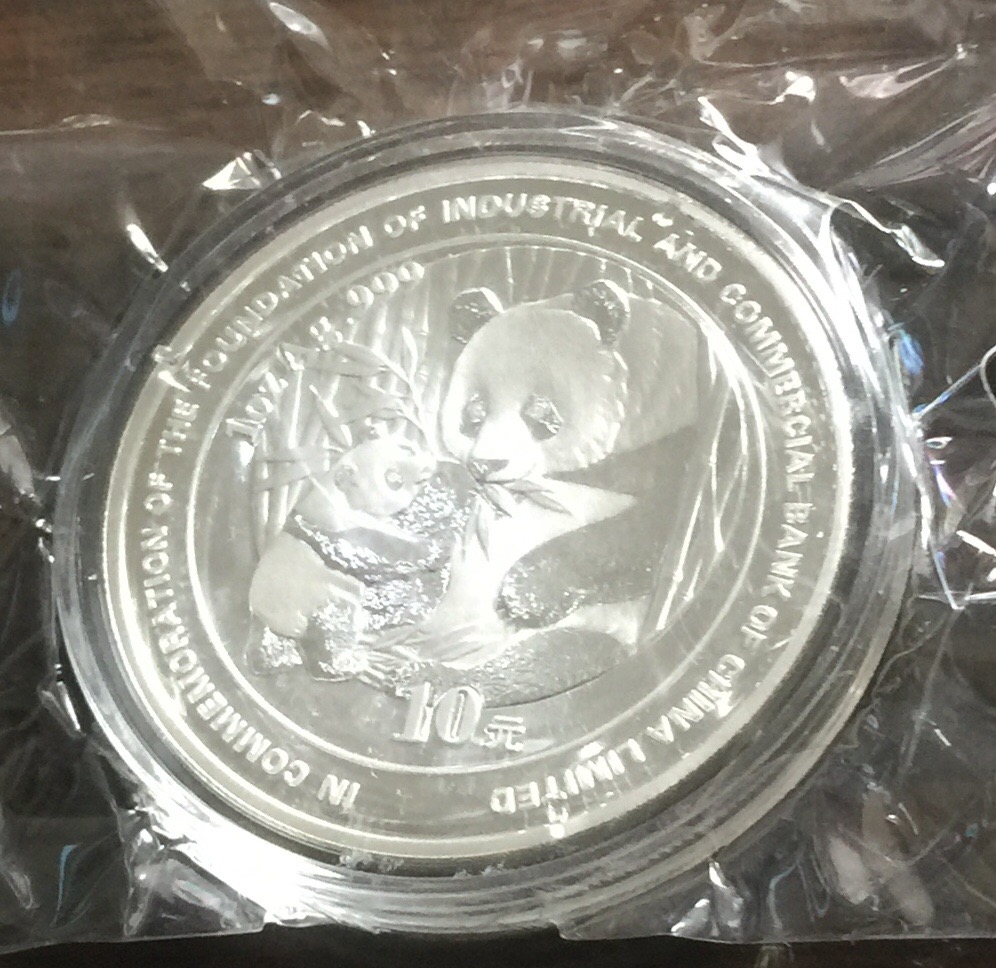 IN COMMEMORATION OF THE FOUNDATION OF INDUSTRIAL AND COMMERCIAL BANK OF CHINA LIMITED
1oz Ag .999
10元